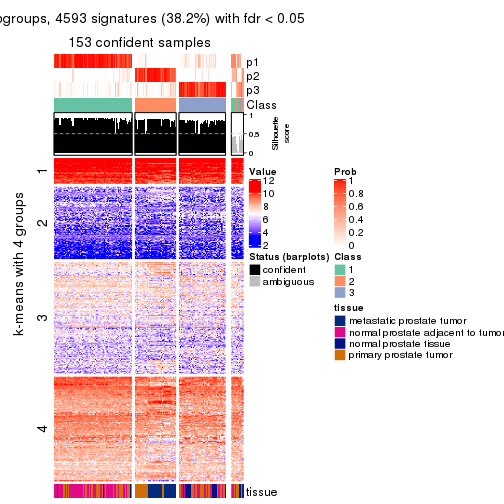 ogroups, 4593 signatures (38.2%) with fdr < 0.05
153 confident samples
p1
p2
p3
Class
1
0.5
0
Silhouette
score
k-means with 4 groups
1
2
3
4
tissue
Value
12
10
8
6
4
2
Prob
1
0.8
0.6
0.4
0.2
0
Status (barplots)
confident
ambiguous
Class
1
2
3
tissue
metastatic prostate tumor
normal prostate adjacent to tumor
normal prostate tissue
primary prostate tumor